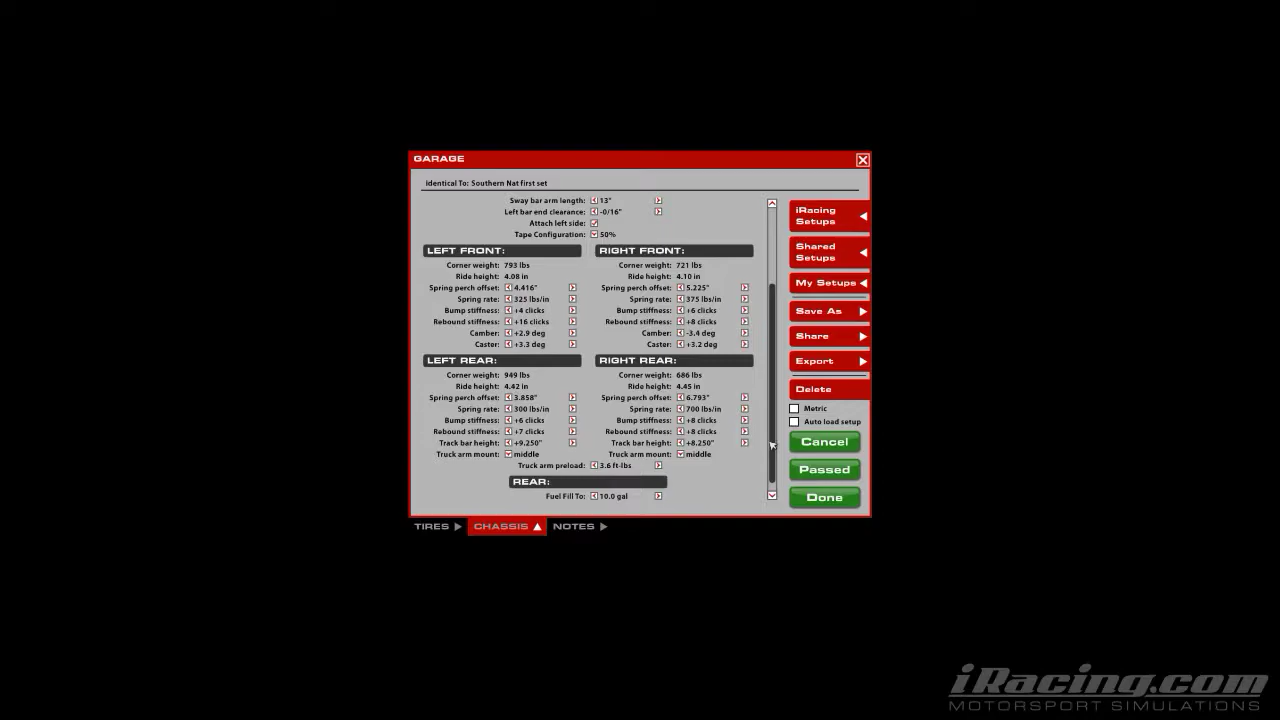 GARAGE
Identical To: Southern Nat first set
Sway bar arm length: 13"
Left bar end clearance: -0/16"
Attach left side:
Tape Configuration: 50%
LEFT FRONT: RIGHT FRONT:
Corner weight: 793 lbs Corner weight: 721 lbs
Ride height: 4.08 in Ride height: 4.10 in
Spring perch offset: 4.416" Spring perch offset: 5.225"
Spring rate: 325 lbs/in Spring rate: 375 lbs/in
Bump stiffness: +4 clicks Bump stiffness: +6 clicks
Rebound stiffness: +16 clicks Rebound stiffness: +8 clicks
Camber: +2.9 deg Camber: -3.4 deg
Caster: +3.3 deg Caster: +3.2 deg
LEFT REAR: RIGHT REAR:
Corner weight: 949 lbs Corner weight: 686 lbs
Ride height: 4.42 in Ride height: 4.45 in
Spring perch offset: 3.858" Spring perch offset: 6.793"
Spring rate: 300 lbs/in Spring rate: 700 lbs/in
Bump stiffness: +6 clicks Bump stiffness: +8 clicks
Rebound stiffness: +7 clicks Rebound stiffness: +8 clicks
Track bar height: +9.250" Track bar height: +8.250"
Truck arm mount: middle Truck arm mount: middle
Truck arm preload: 3.6 ft-lbs
REAR:
Fuel Fill To: 10.0 gal
iRacing
Setups
Shared
Setups
My Setups
Save As
Share
Export
Delete
Metric
Auto load setup
Cancel
Passed
Done
TIRES CHASSIS NOTES
iRacing.com
MOTORSPORT SIMULATIONS